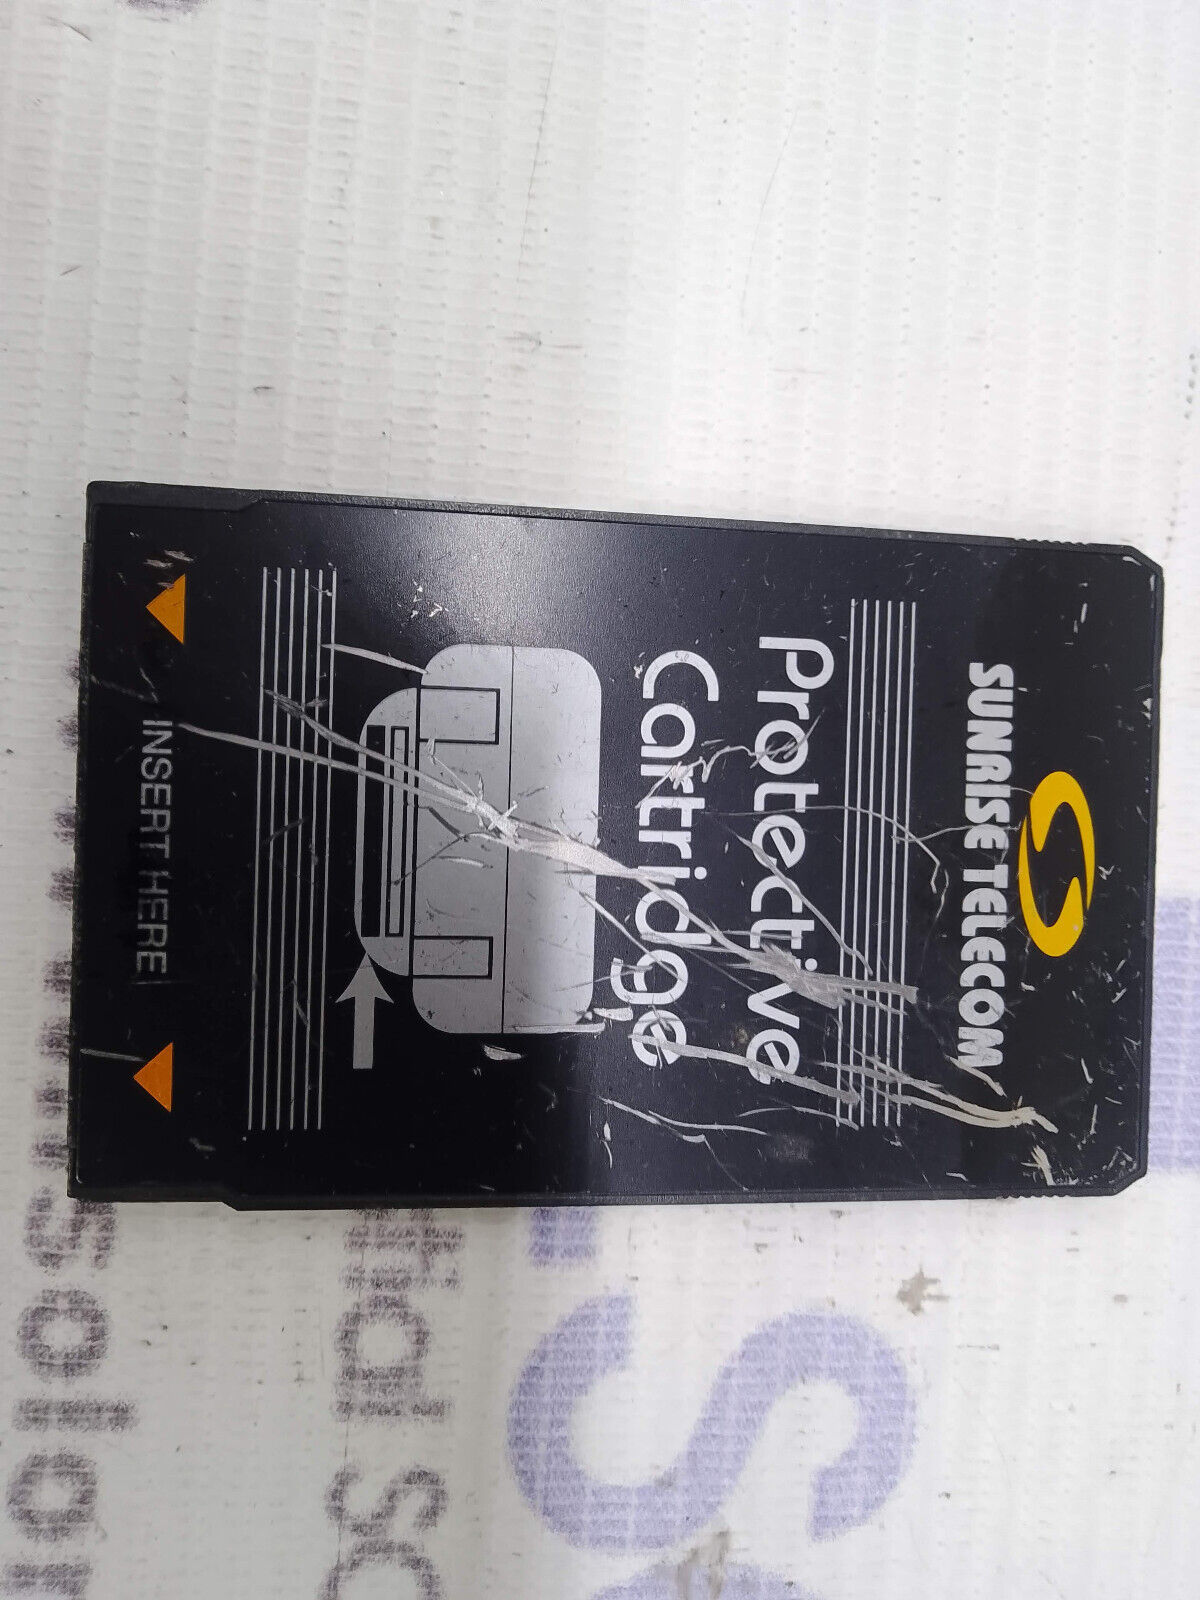 SUNRISE TELECOM
Protective
Cartridge
INSERT HERE